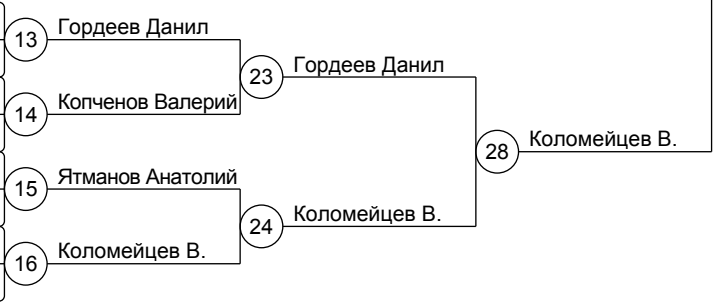 13 Гордеев Данил
23 Гордеев Данил
14 Копченов Валерий
28 Коломейцев В.
15 Ятманов Анатолий
24 Коломейцев В.
16 Коломейцев В.